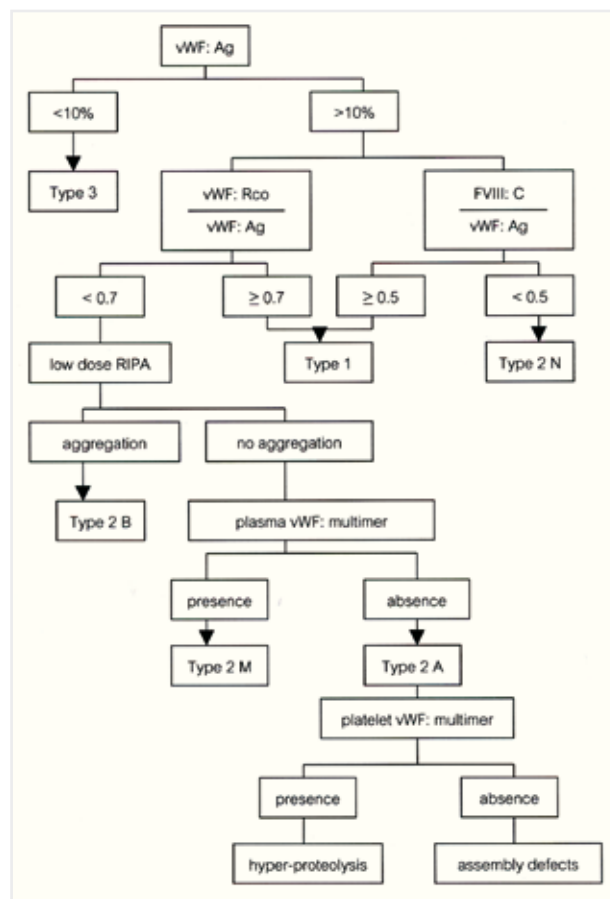 vWF: Ag
<10%
>10%
Type 3
vWF: Rco
vWF: Ag
FVIII: C
vWF: Ag
< 0.7
≥ 0.7
≥ 0.5
< 0.5
low dose RIPA
Type 1
Type 2 N
aggregation
no aggregation
Type 2 B
plasma vWF: multimer
presence
absence
Type 2 M
Type 2 A
platelet vWF: multimer
presence
absence
hyper-proteolysis
assembly defects